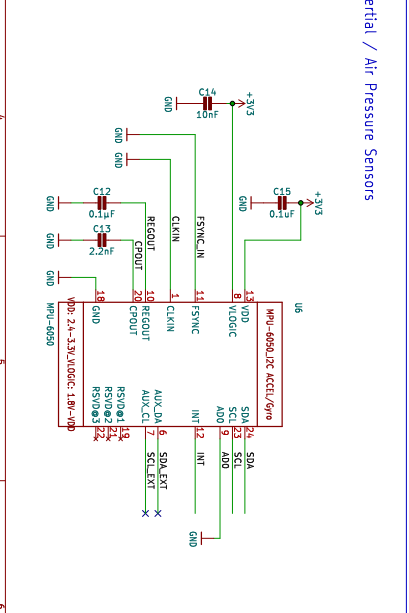 ertial / Air Pressure Sensors
+3V3
C14
10nF
GND
GND
GND
+3V3
C15
0.1uF
GND
C12
0.1µF
GND
C13
2.2nF
GND
GND
FSYNC_IN
CLKIN
REGOUT
CPOUT
13
8
11
1
10
20
18
U6
MPU-6050_I2C ACCEL/Gyro
VDD
VLOGIC
FSYNC
CLKIN
REGOUT
CPOUT
GND
SDA
SCL
AD0
INT
AUX_DA
AUX_CL
RSVD@1
RSVD@2
RSVD@3
VDD: 2.4-3.3V_VLOGIC: 1.8V-VDD
MPU-6050
24
23
9
12
6
7
19
21
22
SDA
SCL
AD0
INT
SDA_EXT
SCL_EXT
GND